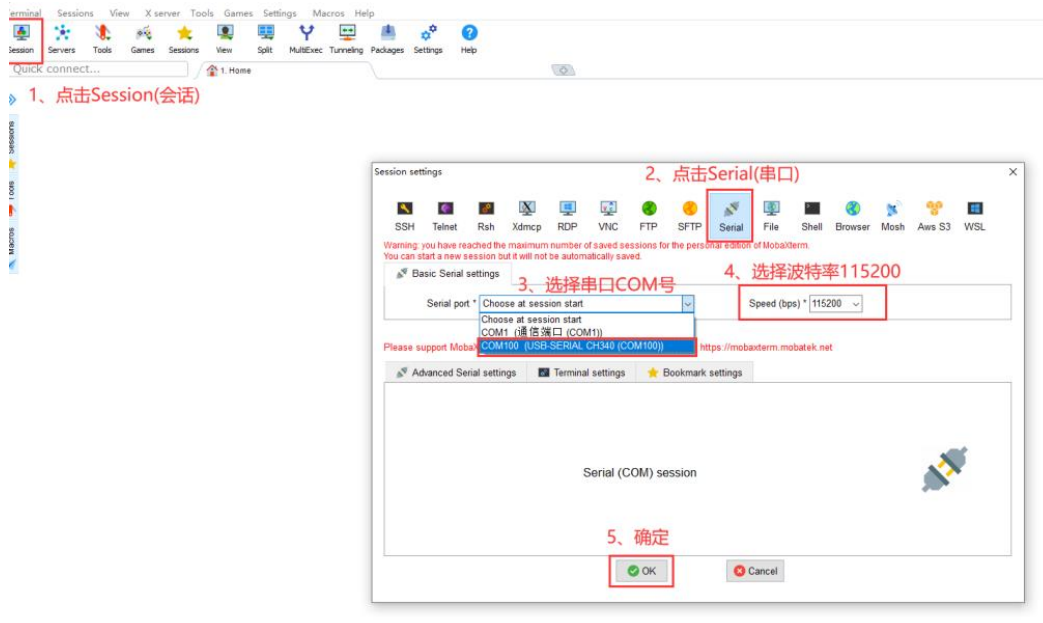 Terminal Sessions View X server Tools Games Settings Macros Help
Session Servers Tools Games Sessions View Split MultiExec Tunneling Packages Settings Help
Quick connect... 1. Home
1、点击Session(会话)
Sessions
Tools
Macros
Session settings
2、点击Serial(串口)
SSH Telnet Rsh Xdmcp RDP VNC FTP SFTP Serial File Shell Browser Mosh Aws S3 WSL
Warning: you have reached the maximum number of saved sessions for the personal edition of MobaXterm.
You can start a new session but it will not be automatically saved.
Basic Serial settings
3、选择串口COM号
4、选择波特率115200
Serial port * Choose at session start Speed (bps) * 115200
Choose at session start
COM1 (通信端口 (COM1))
COM100 (USB-SERIAL CH340 (COM100))
Please support Moba https://mobaxterm.mobatek.net
Advanced Serial settings Terminal settings Bookmark settings
Serial (COM) session
5、确定
OK Cancel